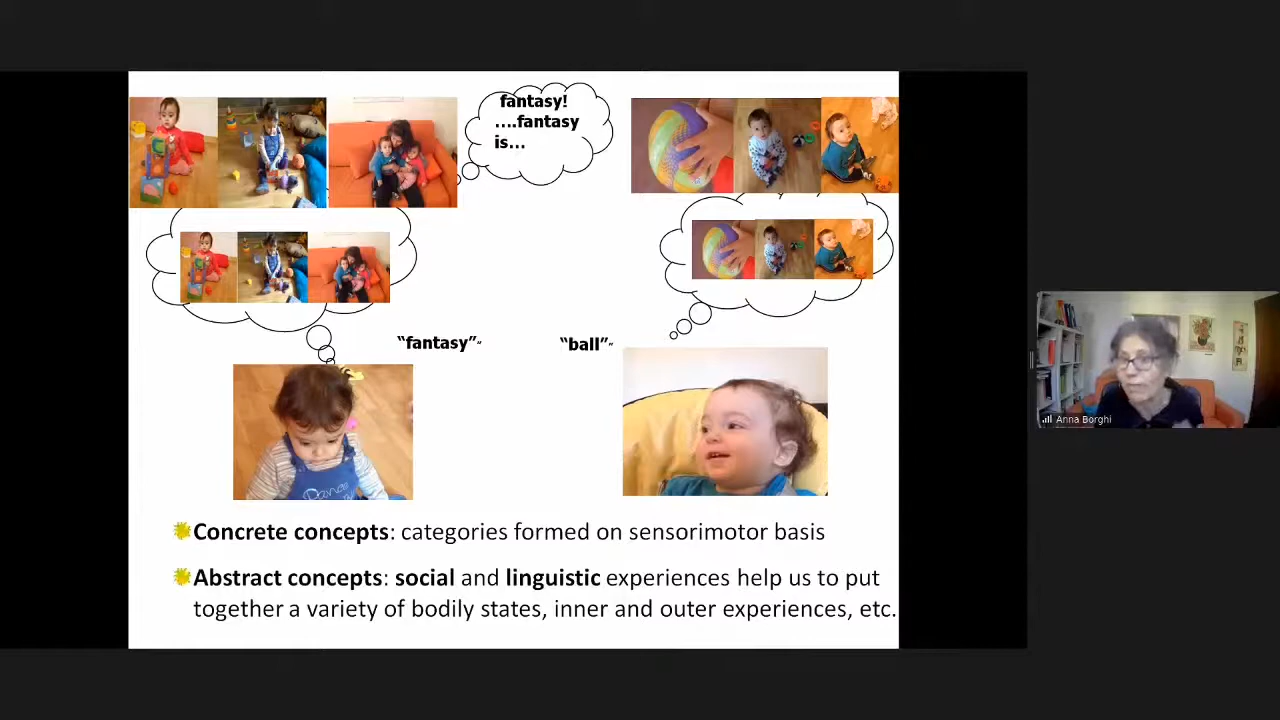 fantasy!
....fantasy
is...
“fantasy”
“ball”
Concrete concepts: categories formed on sensorimotor basis
Abstract concepts: social and linguistic experiences help us to put
together a variety of bodily states, inner and outer experiences, etc.
Anna Borghi